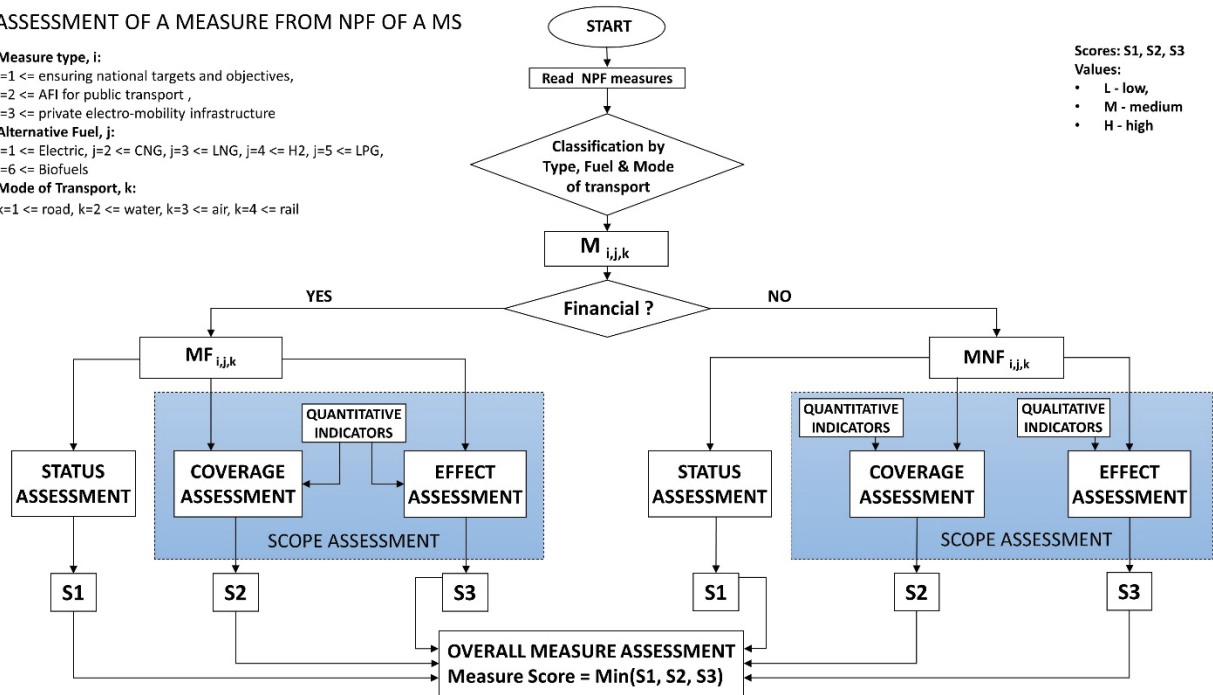 ASSESSMENT OF A MEASURE FROM NPF OF A MS
Measure type, i:
=1 <= ensuring national targets and objectives,
=2 <= AFI for public transport ,
=3 <= private electro-mobility infrastructure
Alternative Fuel, j:
=1 <= Electric, j=2 <= CNG, j=3 <= LNG, j=4 <= H2, j=5 <= LPG,
=6 <= Biofuels
Mode of Transport, k:
k=1 <= road, k=2 <= water, k=3 <= air, k=4 <= rail
START
Read NPF measures
Classification by
Type, Fuel & Mode
of transport
M i,j,k
Financial ?
YES
NO
Scores: S1, S2, S3
Values:
• L - low,
• M - medium
• H - high
MF i,j,k
QUANTITATIVE
INDICATORS
STATUS
ASSESSMENT
COVERAGE
ASSESSMENT
EFFECT
ASSESSMENT
SCOPE ASSESSMENT
S1
S2
S3
MNF i,j,k
QUANTITATIVE
INDICATORS
QUALITATIVE
INDICATORS
STATUS
ASSESSMENT
COVERAGE
ASSESSMENT
EFFECT
ASSESSMENT
SCOPE ASSESSMENT
S1
S2
S3
OVERALL MEASURE ASSESSMENT
Measure Score = Min(S1, S2, S3)